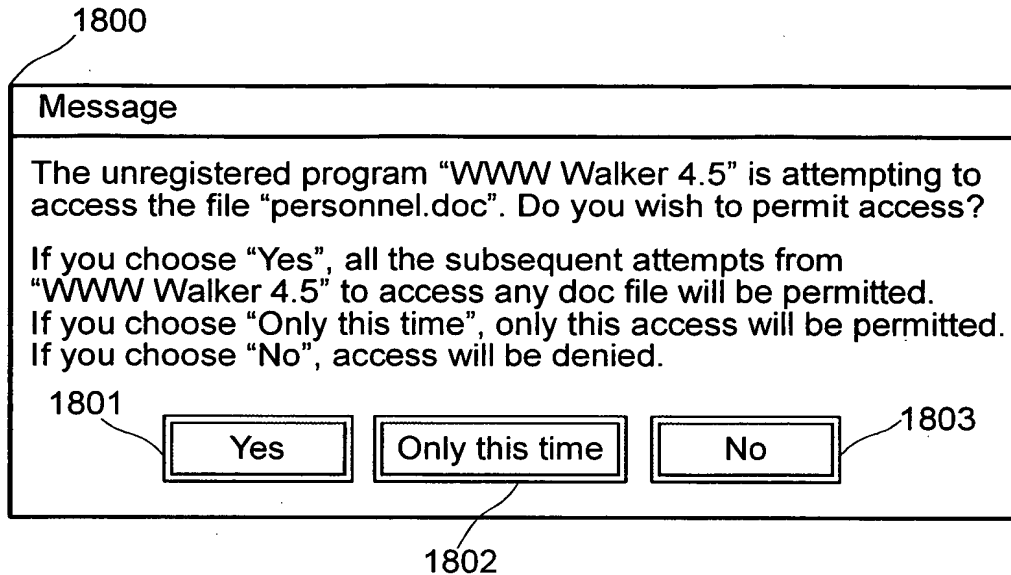 1800
Message
The unregistered program “WWW Walker 4.5” is attempting to
access the file “personnel.doc”. Do you wish to permit access?
If you choose “Yes”, all the subsequent attempts from
“WWW Walker 4.5” to access any doc file will be permitted.
If you choose “Only this time”, only this access will be permitted.
If you choose “No”, access will be denied.
1801
1803
Yes
Only this time
No
1802